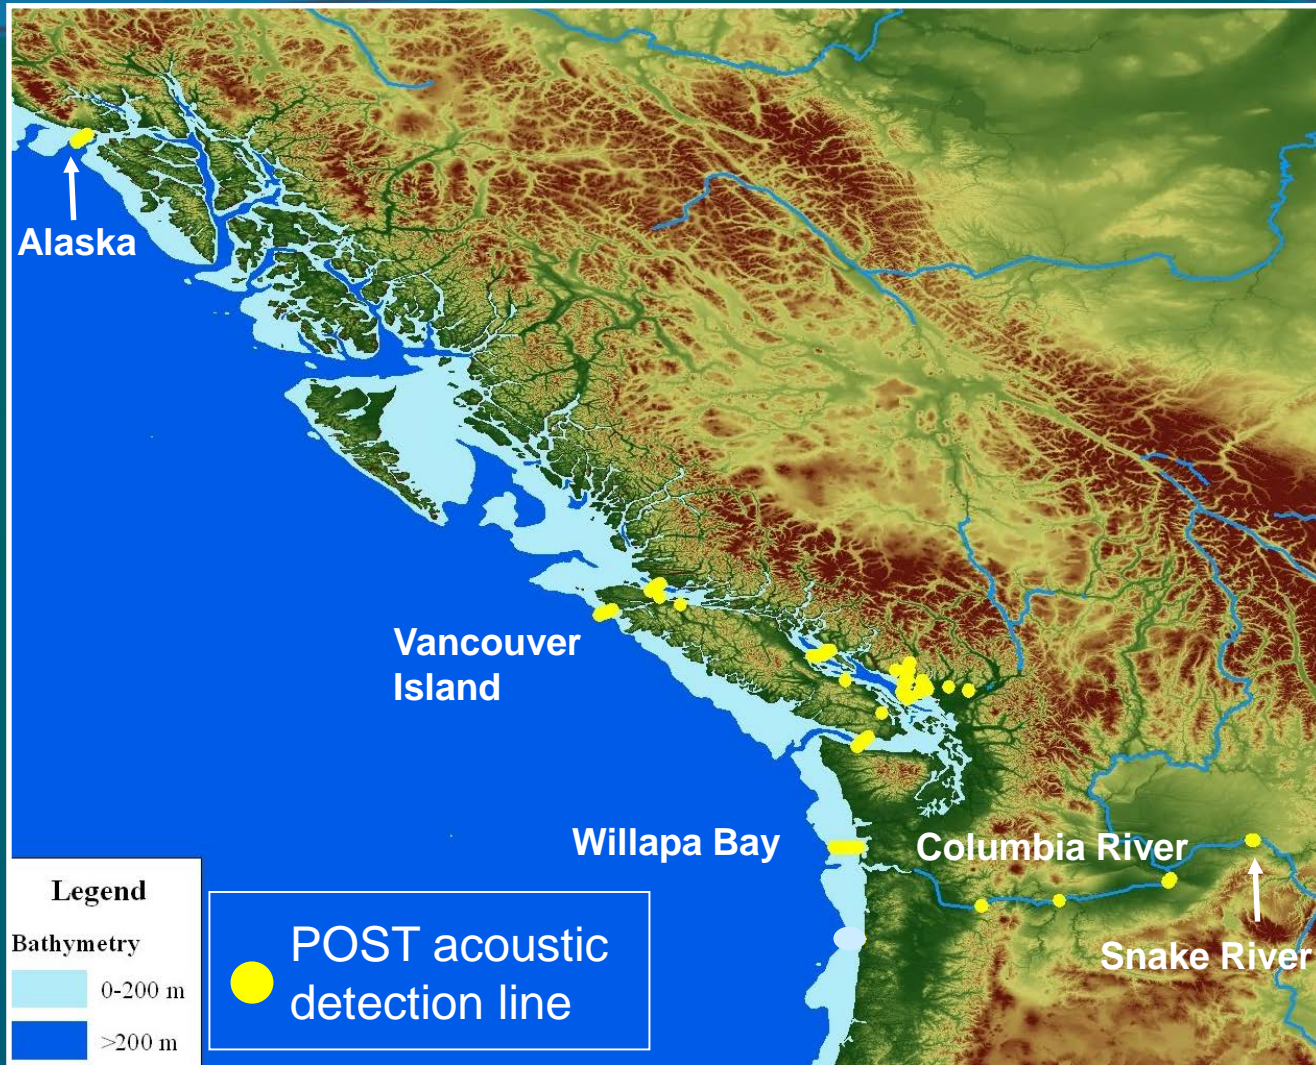 Alaska
Vancouver
Island
Willapa Bay
Columbia River
Snake River
Legend
Bathymetry
0-200 m
>200 m
POST acoustic
detection line